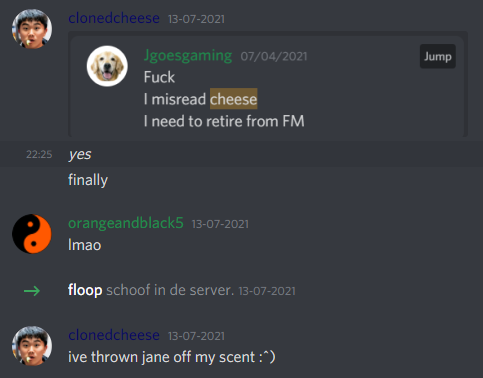 clonedcheese 13-07-2021
Jgoesgaming 07/04/2021
Jump
Fuck
I misread cheese
I need to retire from FM
22:25 yes
finally
orangeandblack5 13-07-2021
lmao
floop schoof in de server. 13-07-2021
clonedcheese 13-07-2021
ive thrown jane off my scent :^)